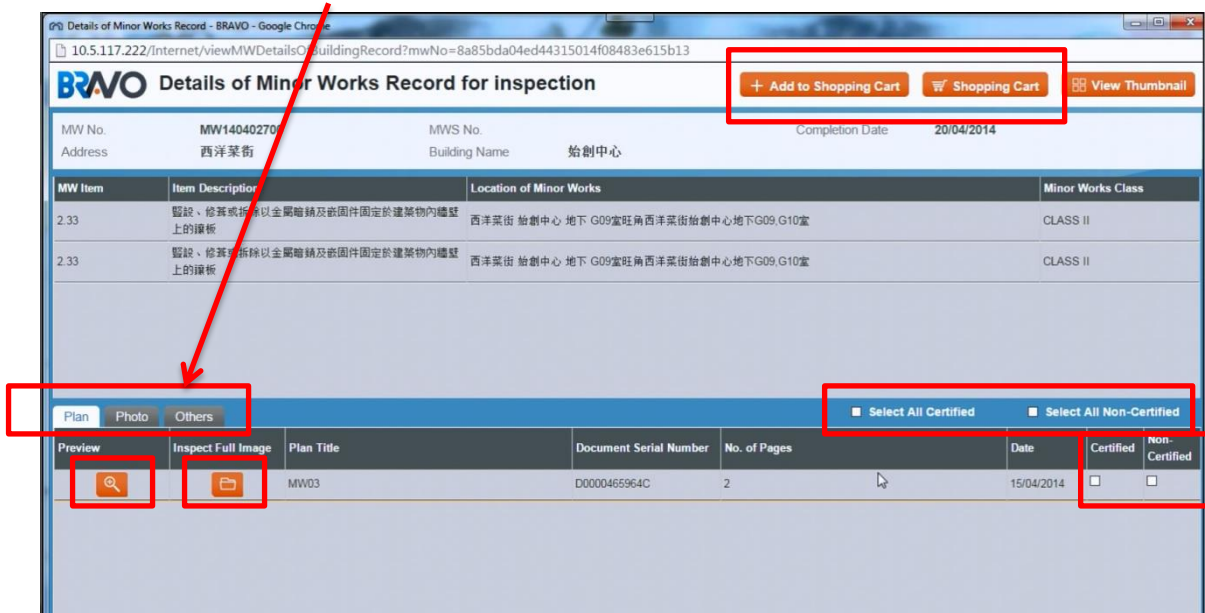 Details of Minor Works Record - BRAVO - Google Chrome
10.5.117.222/Internet/viewMWDetailsOfBuildingRecord?mwNo=8a85bda04ed44315014f08483e615b13
BRAVO Details of Minor Works Record for inspection + Add to Shopping Cart Shopping Cart View Thumbnail
MW No. MW140402700 MWS No. Completion Date 20/04/2014
Address 西洋菜街 Building Name 始創中心
MW Item Item Description Location of Minor Works Minor Works Class
2.33 豎設、修葺或拆除以金屬暗銷及嵌固件固定於建築物內牆壁 西洋菜街 始創中心 地下 G09室旺角西洋菜街始創中心地下G09,G10室 CLASS II
上的鑲板
2.33 豎設、修葺或拆除以金屬暗銷及嵌固件固定於建築物內牆壁 西洋菜街 始創中心 地下 G09室旺角西洋菜街始創中心地下G09,G10室 CLASS II
上的鑲板
Plan Photo Others Select All Certified Select All Non-Certified
Preview Inspect Full Image Plan Title Document Serial Number No. of Pages Date Certified Non-
Certified
MW03 D0000465964C 2 15/04/2014